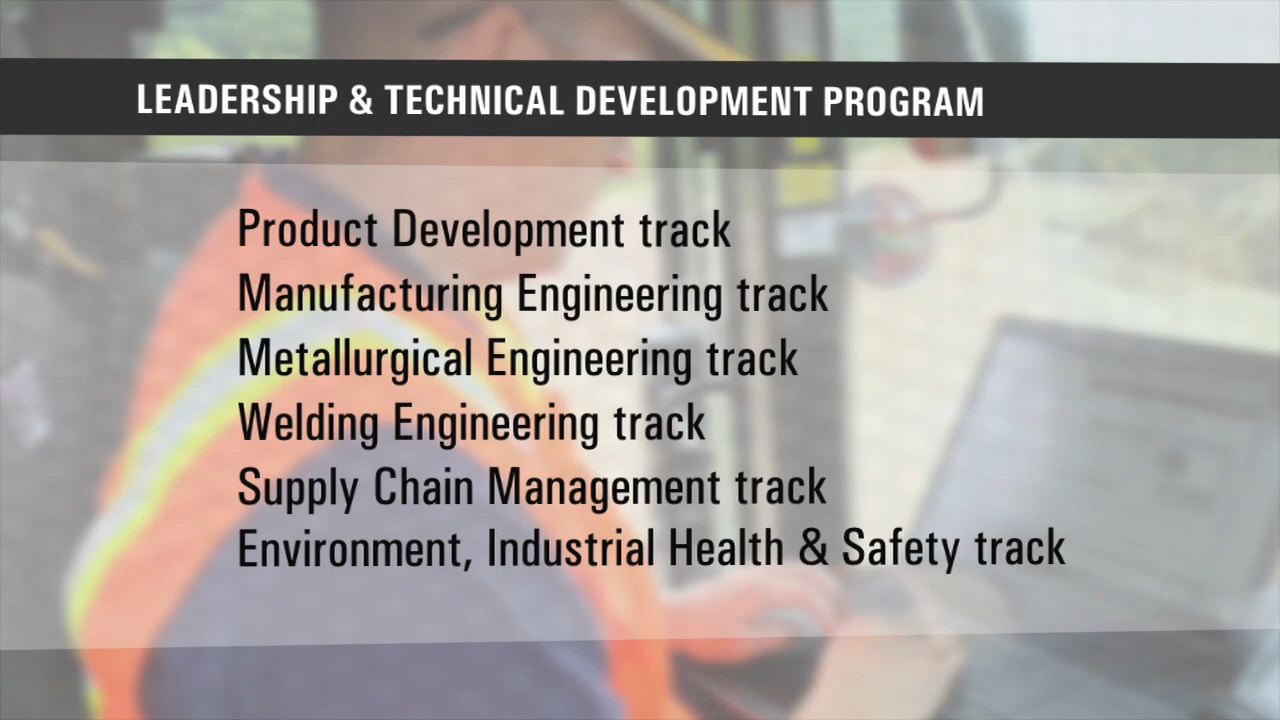 LEADERSHIP & TECHNICAL DEVELOPMENT PROGRAM
Product Development track
Manufacturing Engineering track
Metallurgical Engineering track
Welding Engineering track
Supply Chain Management track
Environment, Industrial Health & Safety track